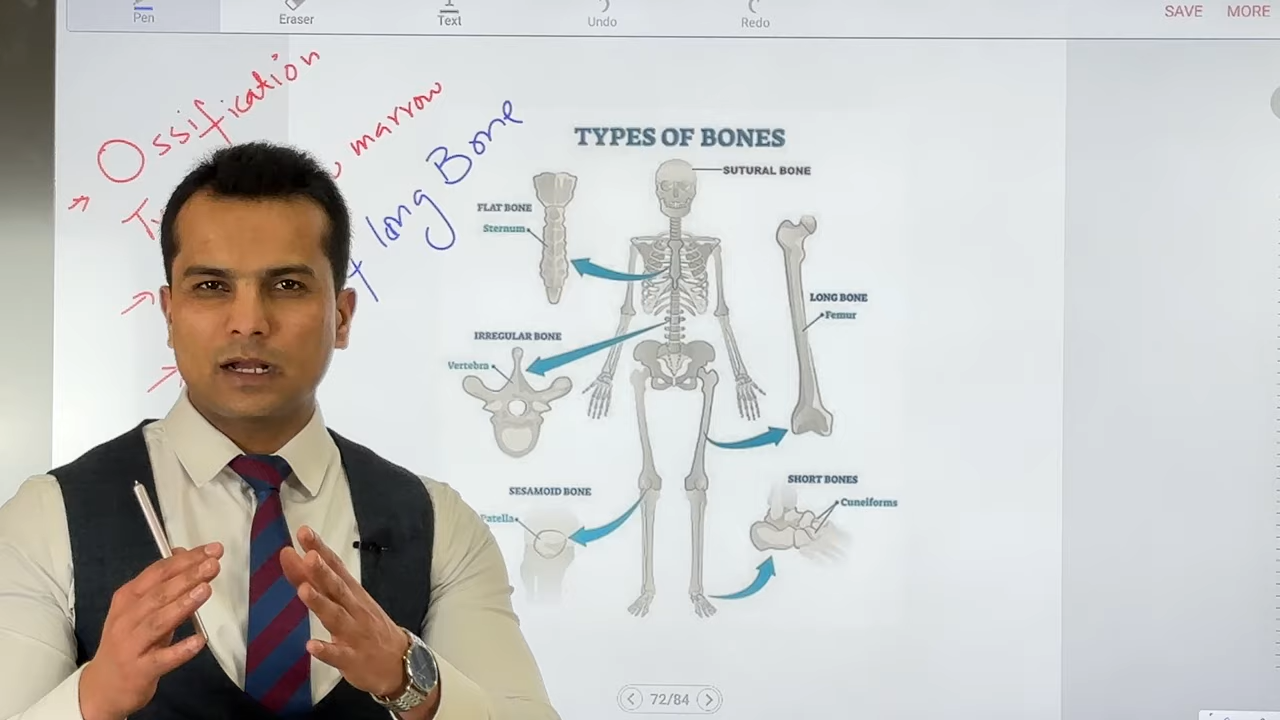 Pen Eraser Text Undo Redo SAVE MORE
Ossification
marrow
long Bone
TYPES OF BONES
SUTURAL BONE
FLAT BONE
Sternum
LONG BONE
Femur
IRREGULAR BONE
Vertebra
SHORT BONES
Cuneiforms
SESAMOID BONE
Patella
72/84